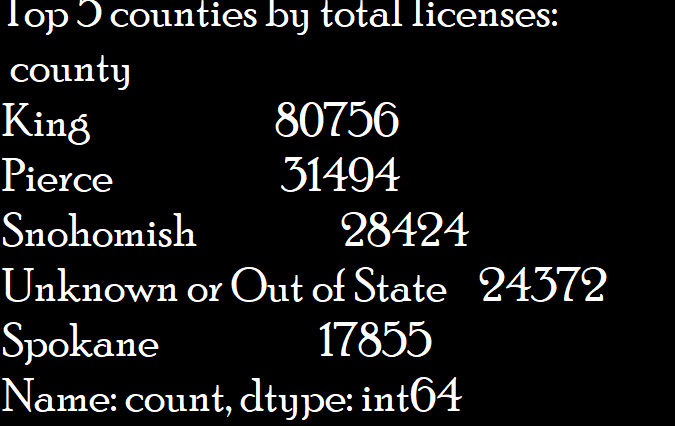 Top 5 counties by total licenses:
county
King 80756
Pierce 31494
Snohomish 28424
Unknown or Out of State 24372
Spokane 17855
Name: count, dtype: int64